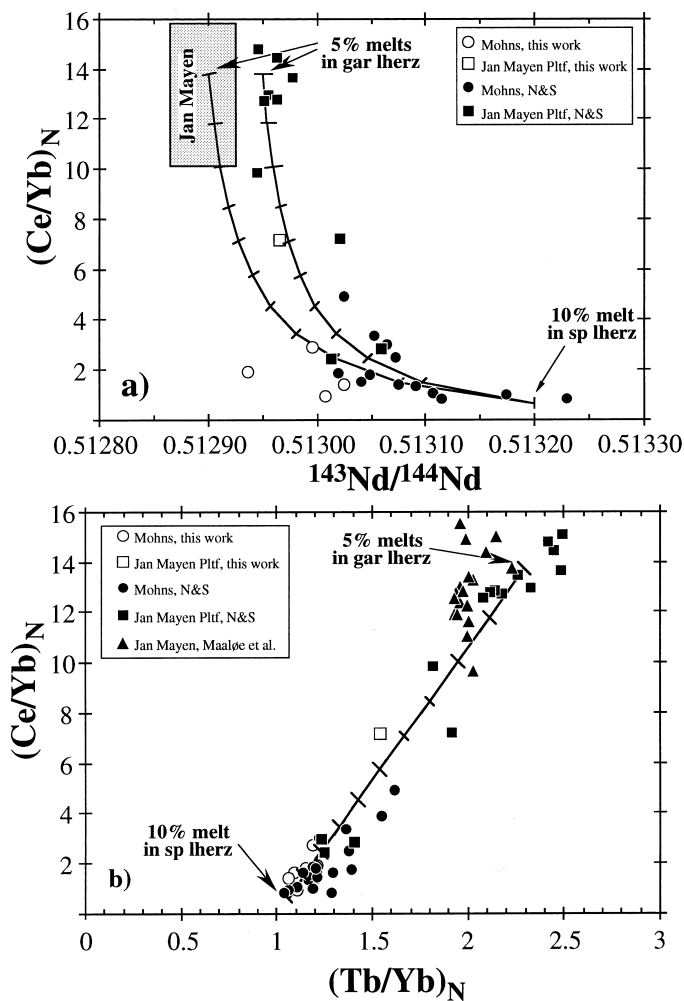 16
14
12
10
8
6
4
2
(Ce/Yb)N
Jan Mayen
5% melts
in gar lherz
Mohns, this work
Jan Mayen Pltf, this work
Mohns, N&S
Jan Mayen Pltf, N&S
10% melt
in sp lherz
a)
0.51280 0.51290 0.51300 0.51310 0.51320 0.51330
143Nd/144Nd
16
14
12
10
8
6
4
2
(Ce/Yb)N
Mohns, this work
Jan Mayen Pltf, this work
Mohns, N&S
Jan Mayen Pltf, N&S
Jan Mayen, Maaløe et al.
5% melts
in gar lherz
10% melt
in sp lherz
b)
0 0.5 1 1.5 2 2.5 3
(Tb/Yb)N